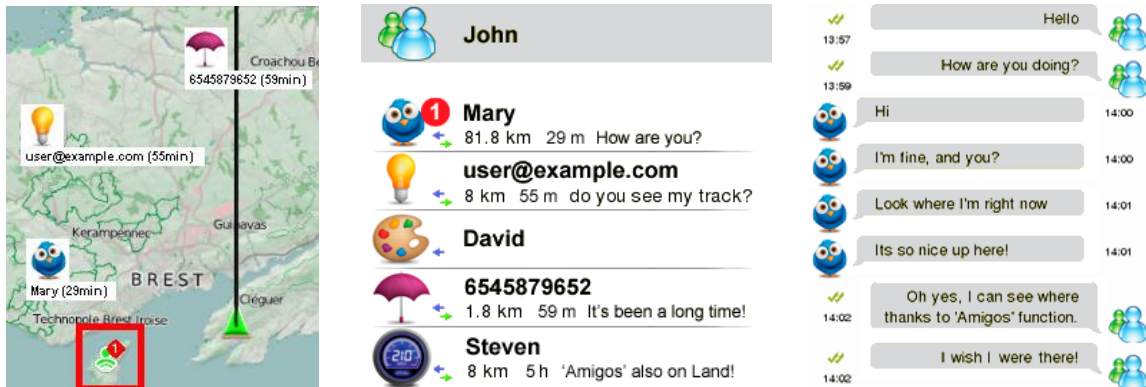 Croachou Be
6545879652 (59min)
user@example.com (55min)
Kerampennec
Guipavas
Mary (29min)
BREST
Cléguer
Technopole Brest Iroise
1
John
1
Mary
81.8 km 29 m How are you?
user@example.com
8 km 55 m do you see my track?
David
6545879652
1.8 km 59 m It's been a long time!
210
Steven
8 km 5 h 'Amigos' also on Land!
Hello
13:57
How are you doing?
13:59
Hi
14:00
I'm fine, and you?
14:00
Look where I'm right now
14:01
Its so nice up here!
14:01
Oh yes, I can see where
thanks to 'Amigos' function.
14:02
I wish I were there!
14:02